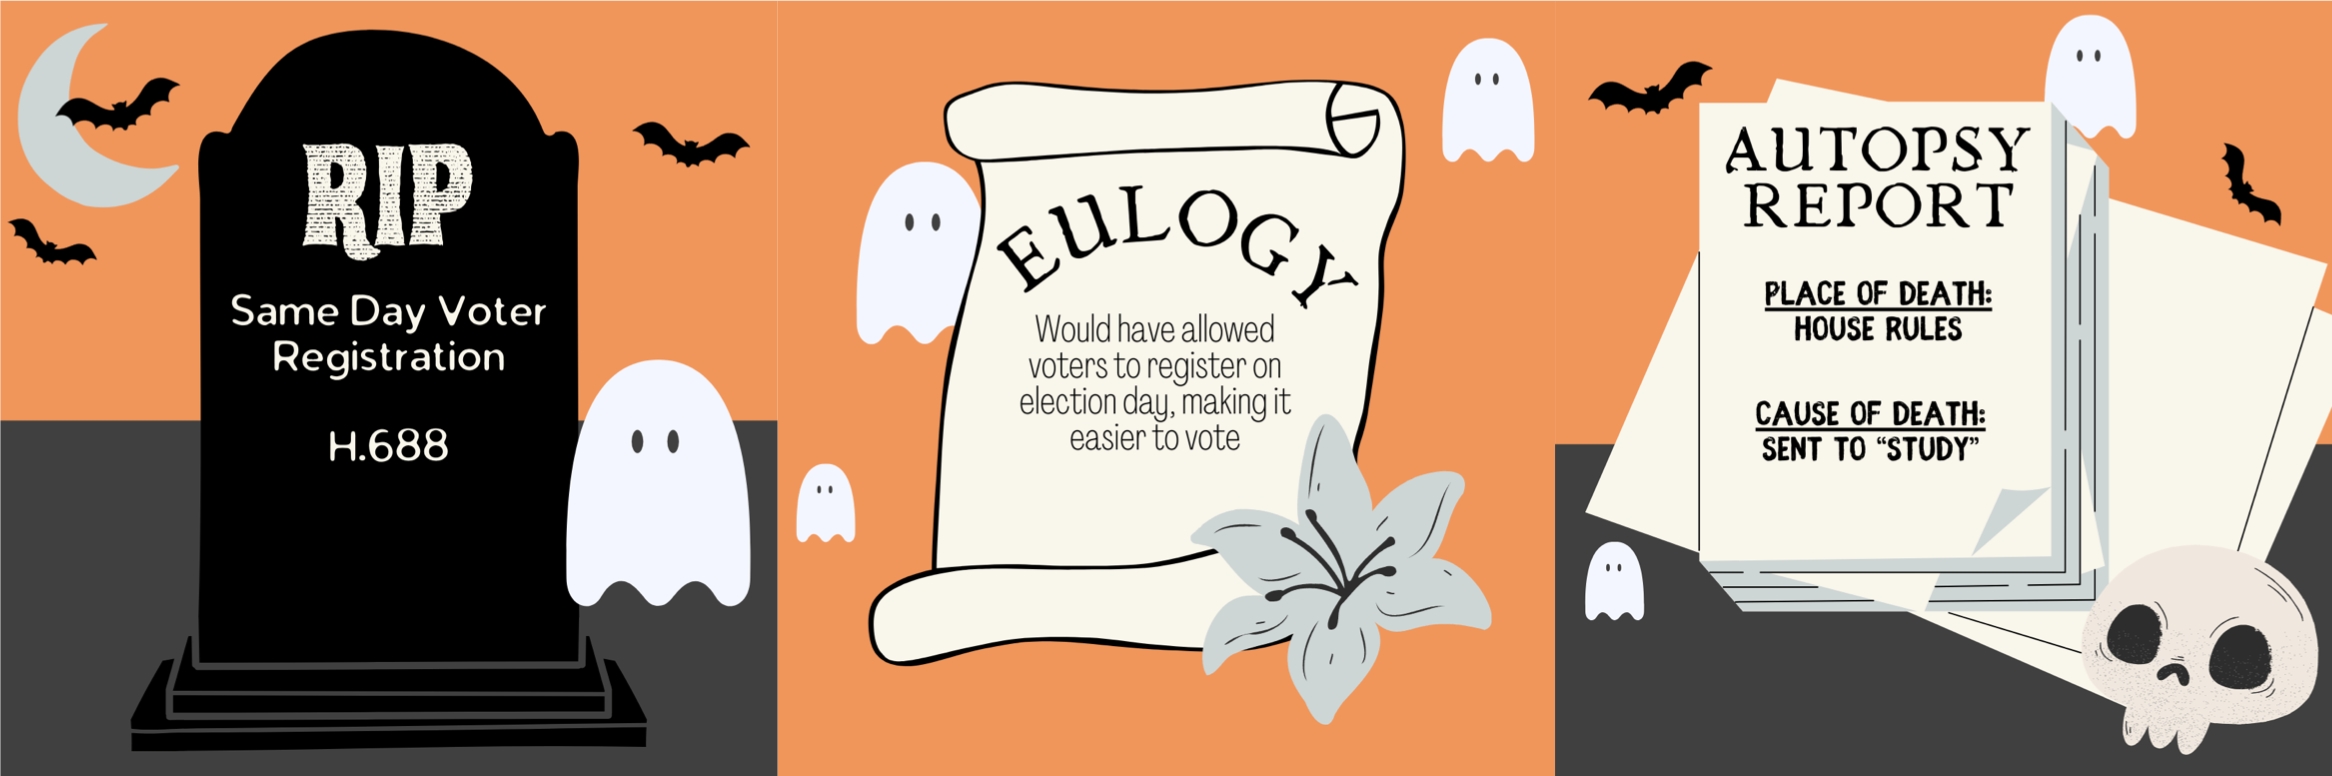 RIP
Same Day Voter
Registration
H.688
EULOGY
Would have allowed
voters to register on
election day, making it
easier to vote
AUTOPSY
REPORT
PLACE OF DEATH:
HOUSE RULES
CAUSE OF DEATH:
SENT TO “STUDY”